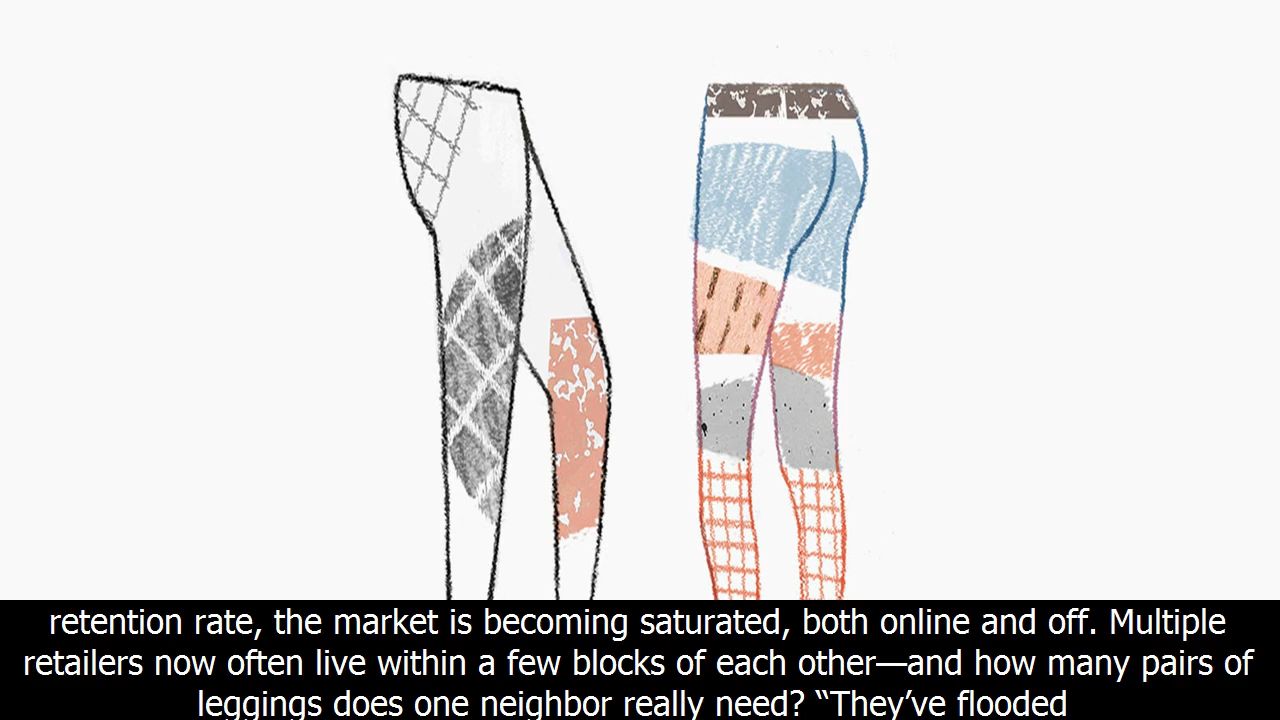 retention rate, the market is becoming saturated, both online and off. Multiple
retailers now often live within a few blocks of each other—and how many pairs of
leggings does one neighbor really need? “They’ve flooded